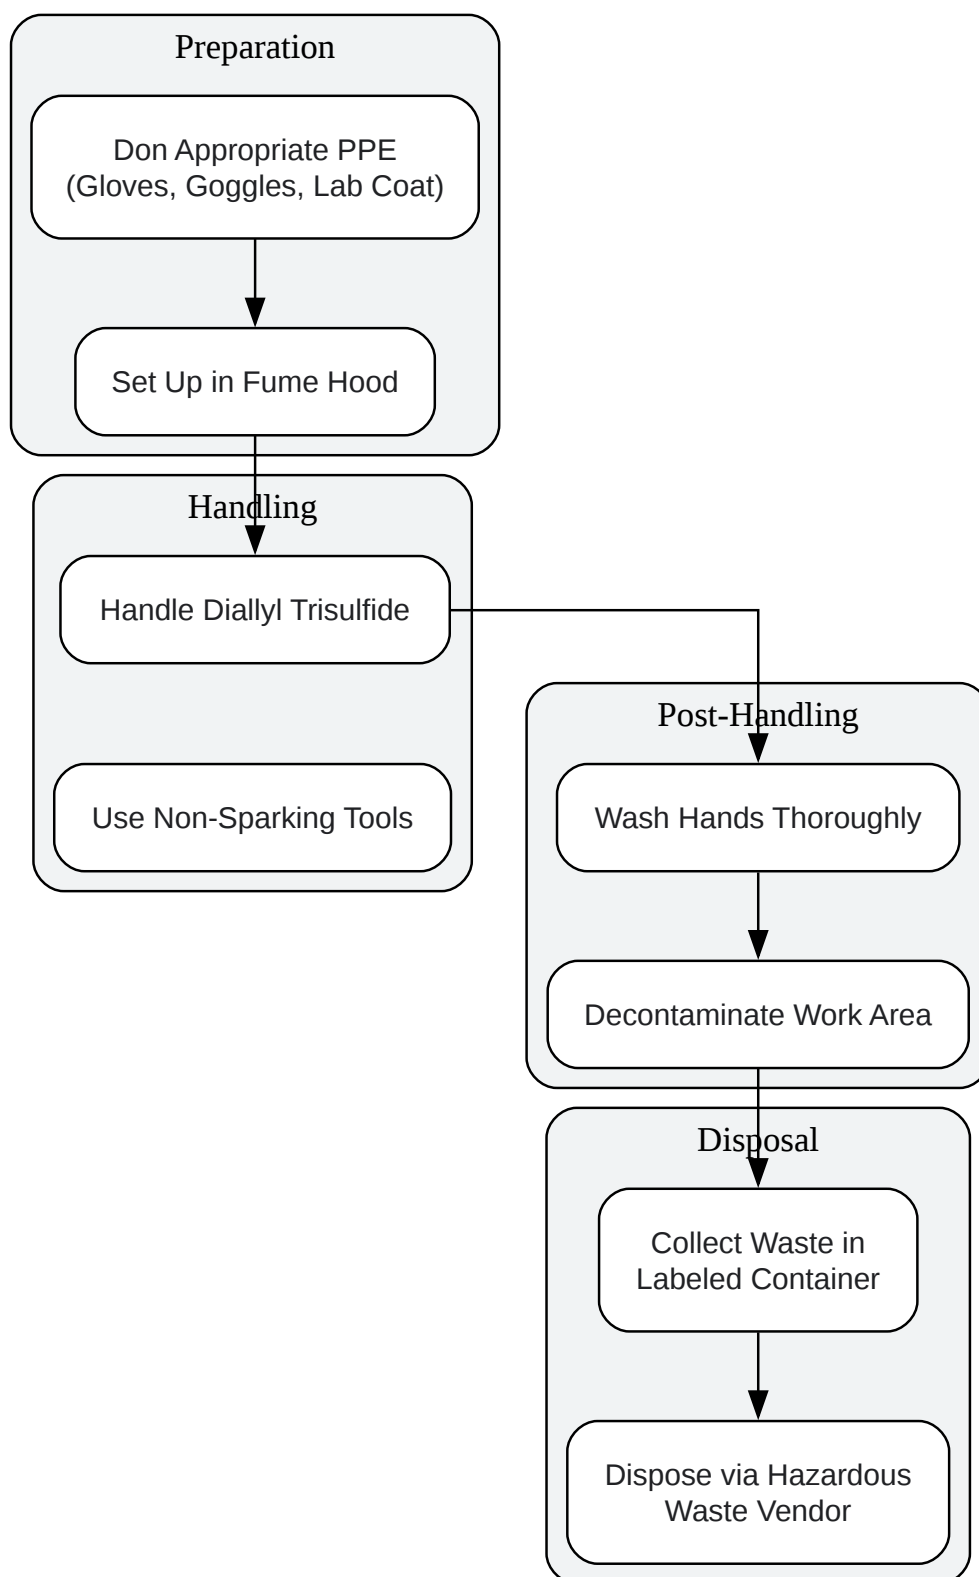 Preparation
Don Appropriate PPE
(Gloves, Goggles, Lab Coat)
Set Up in Fume Hood
Handling
Handle Diallyl Trisulfide
Use Non-Sparking Tools
Post-Handling
Wash Hands Thoroughly
Decontaminate Work Area
Disposal
Collect Waste in
Labeled Container
Dispose via Hazardous
Waste Vendor